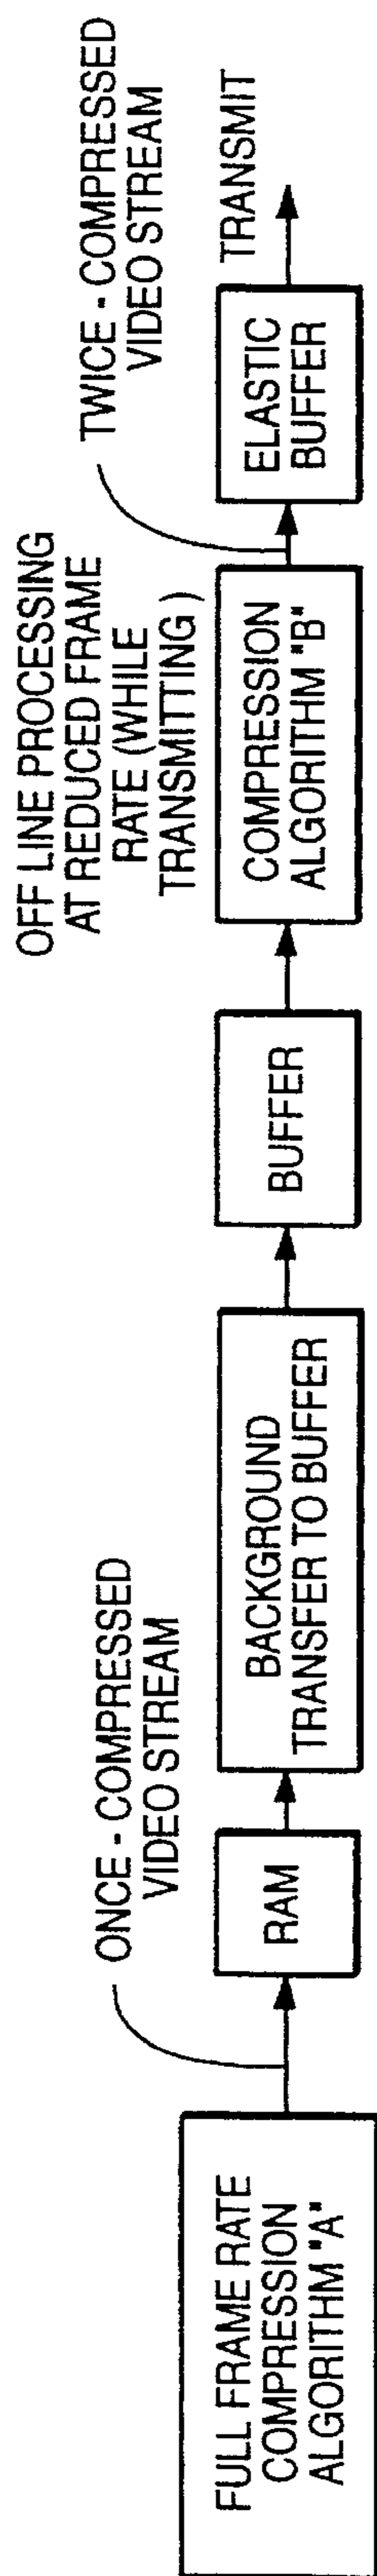 FULL FRAME RATE
COMPRESSION
ALGORITHM "A"
ONCE - COMPRESSED
VIDEO STREAM
RAM
BACKGROUND
TRANSFER TO BUFFER
BUFFER
OFF LINE PROCESSING
AT REDUCED FRAME
RATE (WHILE
TRANSMITTING )
COMPRESSION
ALGORITHM "B"
TWICE - COMPRESSED
VIDEO STREAM
ELASTIC
BUFFER
TRANSMIT